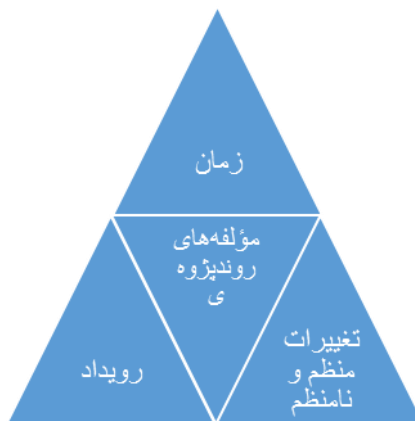 زمان
مؤلفه‌های
روندپژوه
ی
تغییرات
منظم و
نامنظم
رویداد